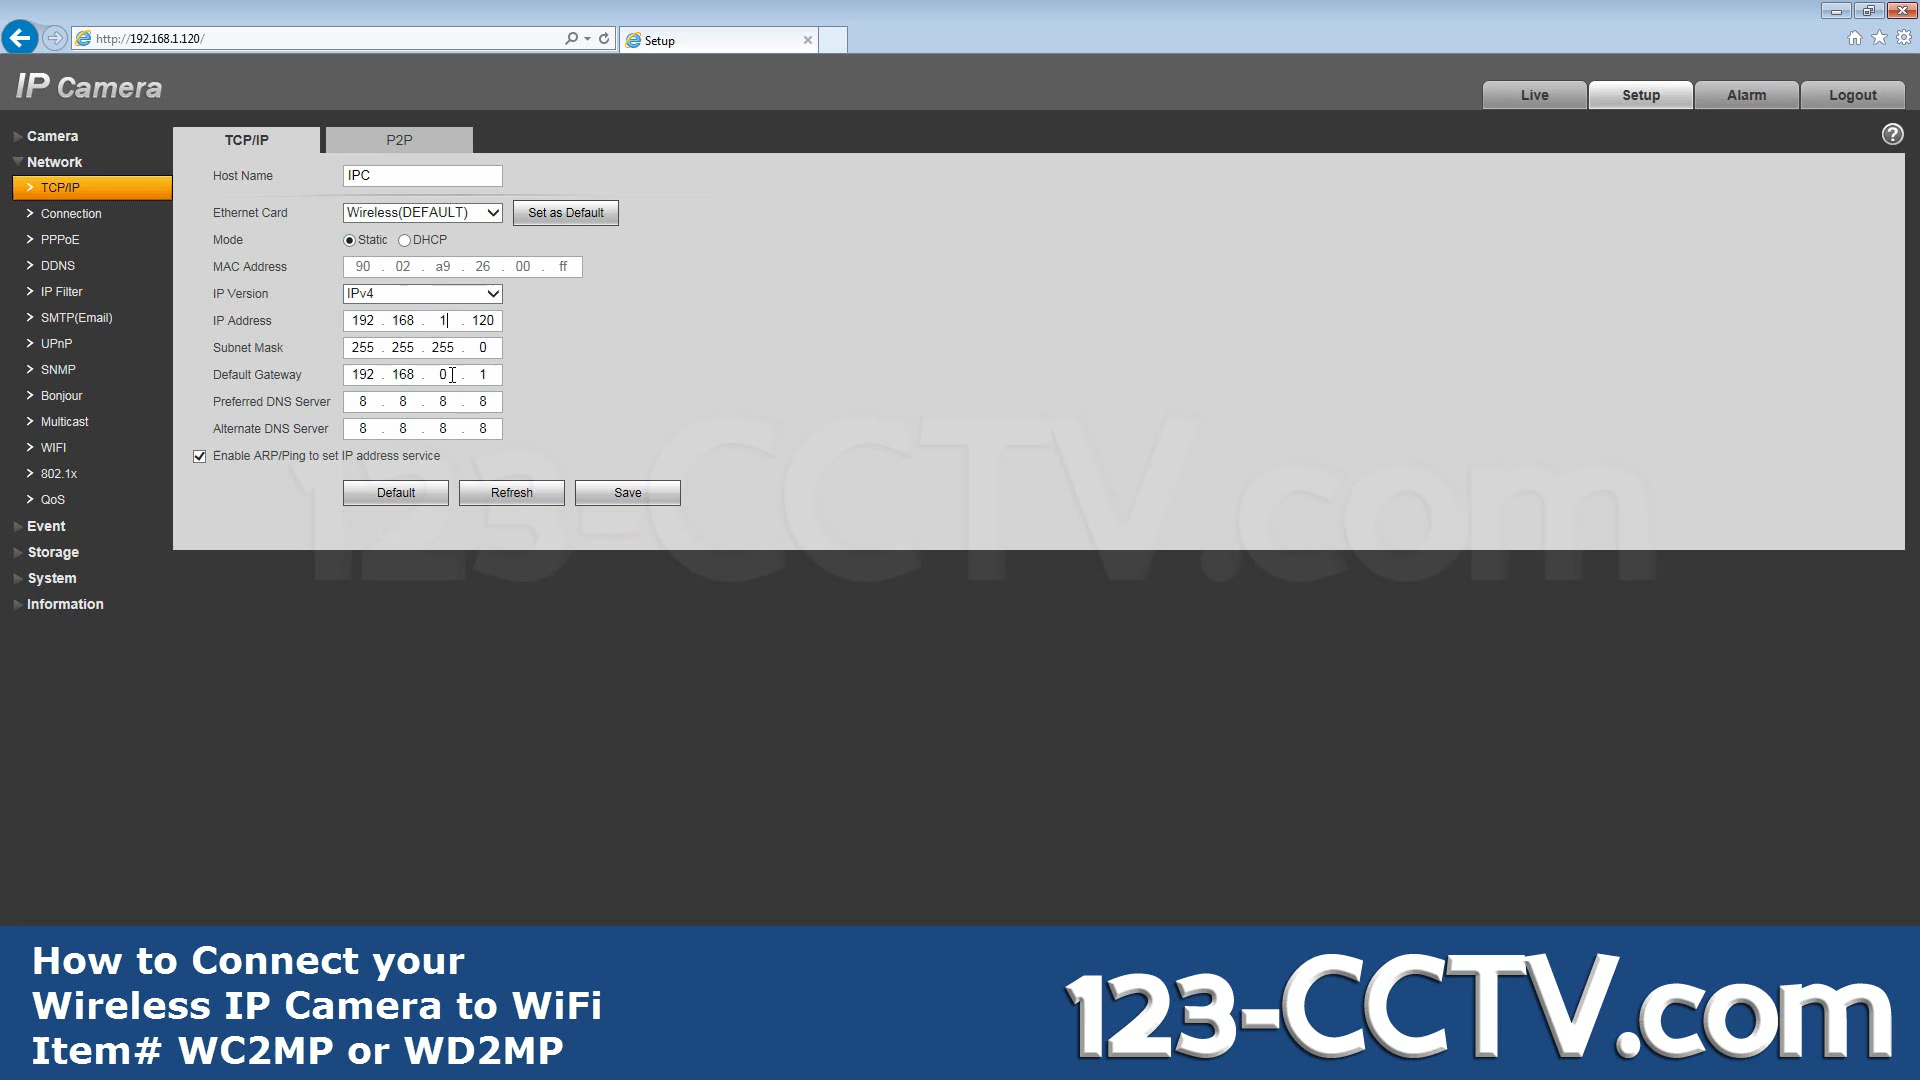 http://192.168.1.120/
Setup
IP Camera
Live
Setup
Alarm
Logout
Camera
Network
TCP/IP
Connection
PPPoE
DDNS
IP Filter
SMTP(Email)
UPnP
SNMP
Bonjour
Multicast
WIFI
802.1x
QoS
Event
Storage
System
Information
TCP/IP P2P
Host Name IPC
Ethernet Card Wireless(DEFAULT) Set as Default
Mode Static DHCP
MAC Address 90 . 02 . a9 . 26 . 00 . ff
IP Version IPv4
IP Address 192 . 168 . 1 . 120
Subnet Mask 255 . 255 . 255 . 0
Default Gateway 192 . 168 . 0 . 1
Preferred DNS Server 8 . 8 . 8 . 8
Alternate DNS Server 8 . 8 . 8 . 8
Enable ARP/Ping to set IP address service
Default Refresh Save
123-CCTV.com
How to Connect your
Wireless IP Camera to WiFi
Item# WC2MP or WD2MP
123-CCTV.com